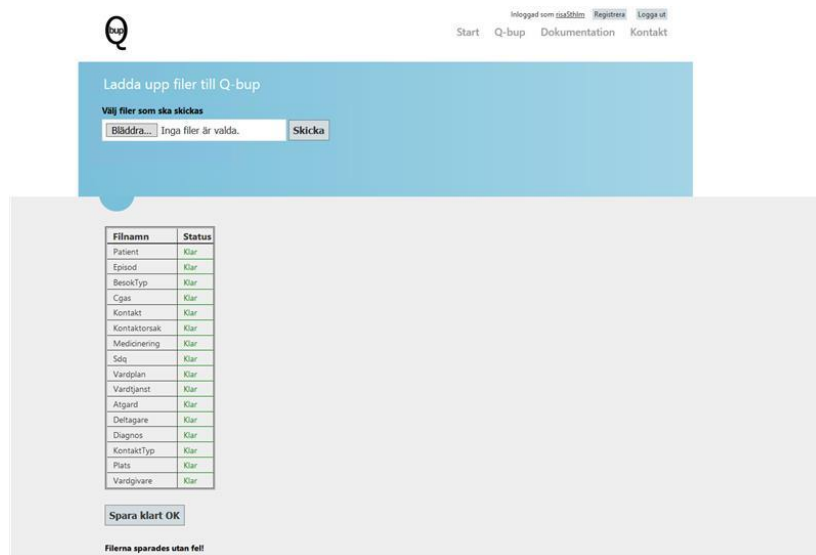 Inloggad som risaSthlm Registrera Logga ut
Qbup
Start Q-bup Dokumentation Kontakt
Ladda upp filer till Q-bup
Välj filer som ska skickas
Bläddra... Inga filer är valda. Skicka
Filnamn Status
Patient Klar
Episod Klar
BesokTyp Klar
Cgas Klar
Kontakt Klar
Kontaktorsak Klar
Medicinering Klar
Sdq Klar
Vardplan Klar
Vardtjanst Klar
Atgard Klar
Deltagare Klar
Diagnos Klar
KontaktTyp Klar
Plats Klar
Vardgivare Klar
Spara klart OK
Filerna sparades utan fel!